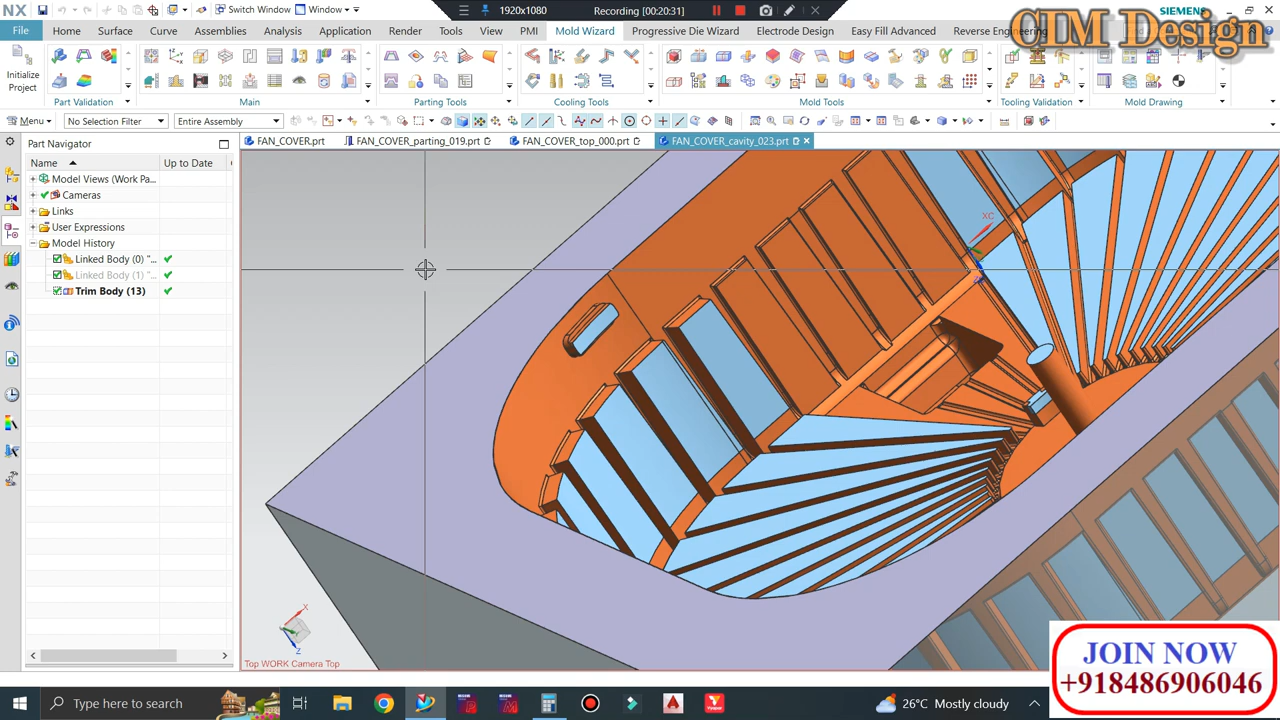 NX
Switch Window
Window
1920x1080
Recording [00:20:31]
SIEMENS
CIM Design
File
Home
Surface
Curve
Assemblies
Analysis
Application
Render
Tools
View
PMI
Mold Wizard
Progressive Die Wizard
Electrode Design
Easy Fill Advanced
Reverse Engineering
Initialize
Project
Part Validation
Main
Parting Tools
Cooling Tools
Mold Tools
Tooling Validation
Mold Drawing
Menu
No Selection Filter
Entire Assembly
Part Navigator
FAN_COVER.prt
FAN_COVER_parting_019.prt
FAN_COVER_top_000.prt
FAN_COVER_cavity_023.prt
Name
Up to Date
Model Views (Work Pa...
Cameras
Links
User Expressions
Model History
Linked Body (0) "...
Linked Body (1) "...
Trim Body (13)
XC
X
Z
Top WORK Camera Top
JOIN NOW
+918486906046
Type here to search
26°C Mostly cloudy